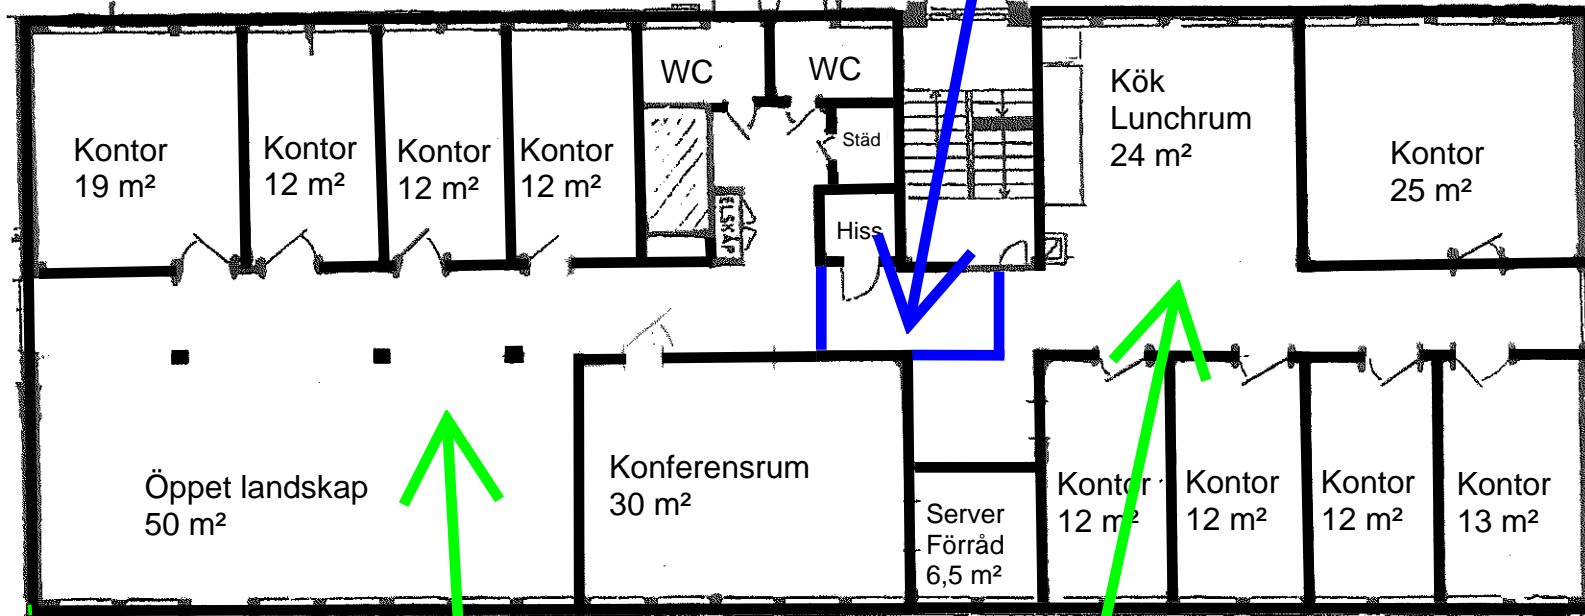 WC
WC
Kök
Lunchrum
24 m²
Kontor
19 m²
Kontor
12 m²
Kontor
12 m²
Kontor
12 m²
Städ
Kontor
25 m²
ELSKÅP
Hiss
Öppet landskap
50 m²
Konferensrum
30 m²
Server
Förråd
6,5 m²
Kontor
12 m²
Kontor
12 m²
Kontor
12 m²
Kontor
13 m²